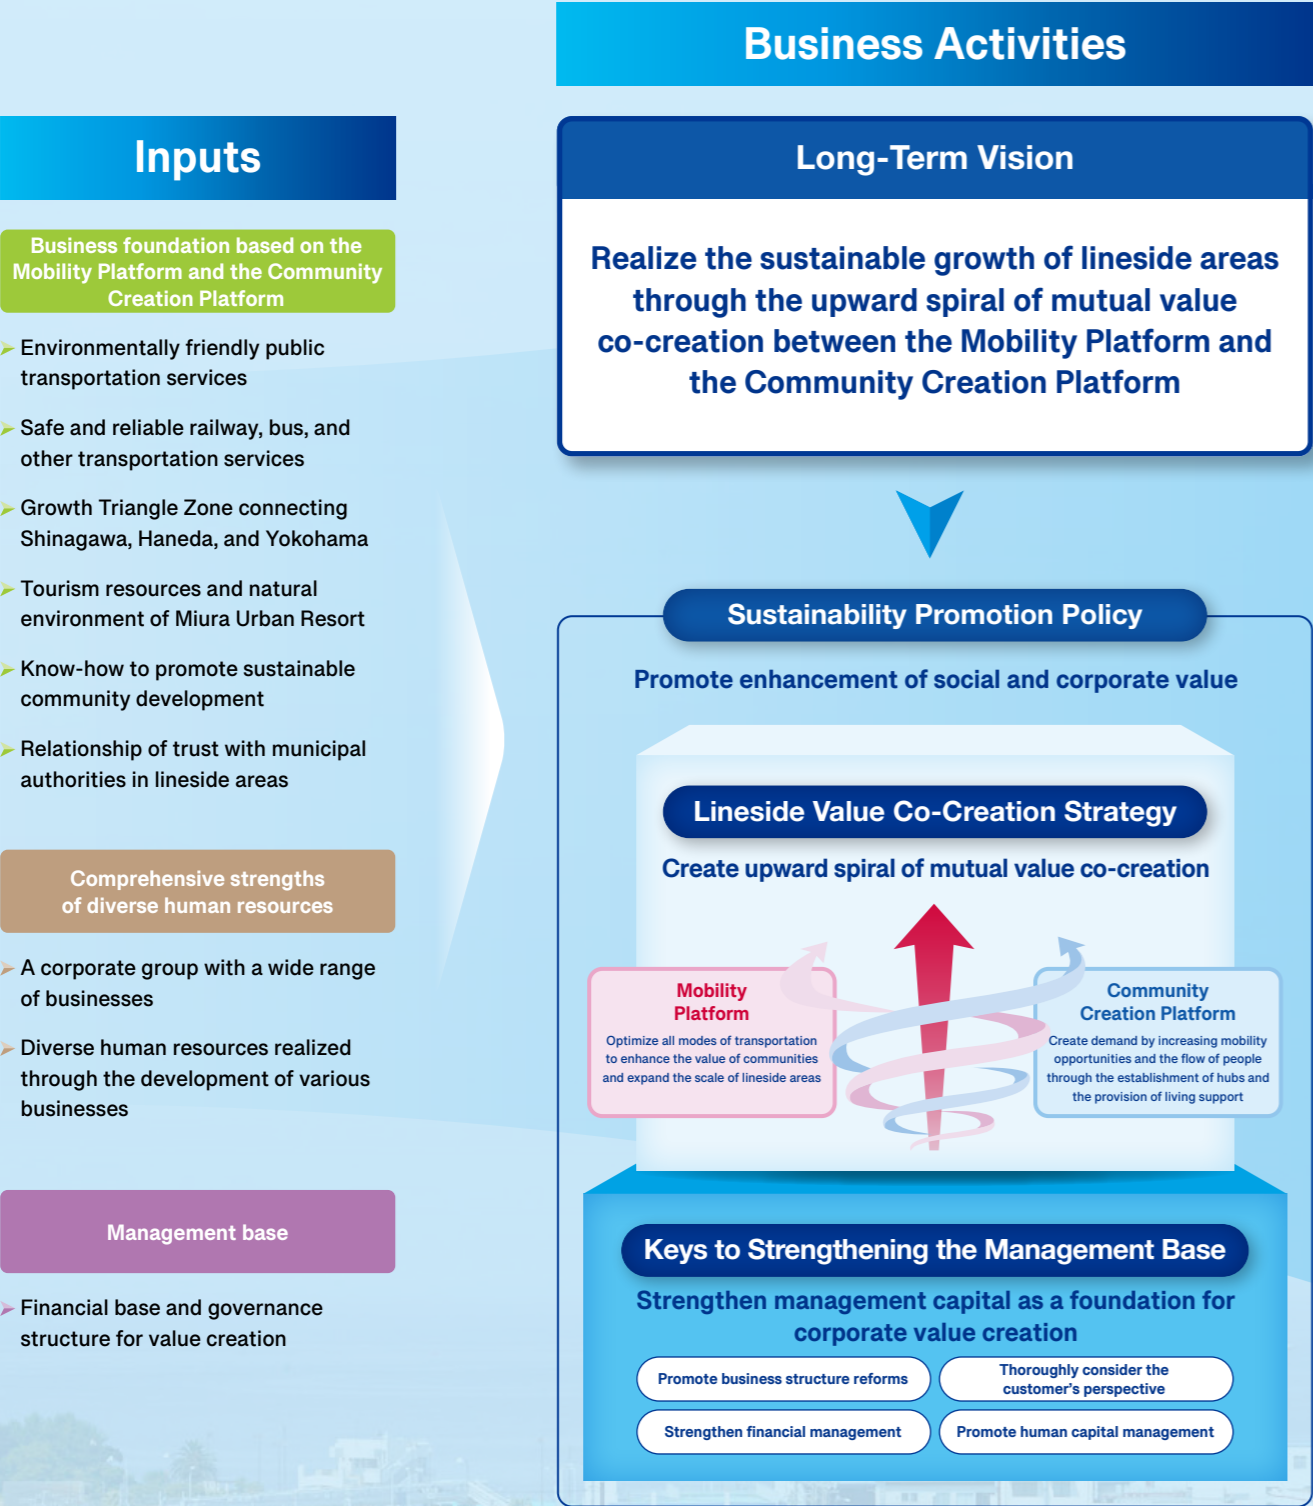 Business Activities
Inputs
Business foundation based on the
Mobility Platform and the Community
Creation Platform
Environmentally friendly public
transportation services
Safe and reliable railway, bus, and
other transportation services
Growth Triangle Zone connecting
Shinagawa, Haneda, and Yokohama
Tourism resources and natural
environment of Miura Urban Resort
Know-how to promote sustainable
community development
Relationship of trust with municipal
authorities in lineside areas
Comprehensive strengths
of diverse human resources
A corporate group with a wide range
of businesses
Diverse human resources realized
through the development of various
businesses
Management base
Financial base and governance
structure for value creation
Long-Term Vision
Realize the sustainable growth of lineside areas
through the upward spiral of mutual value
co-creation between the Mobility Platform and
the Community Creation Platform
Sustainability Promotion Policy
Promote enhancement of social and corporate value
Lineside Value Co-Creation Strategy
Create upward spiral of mutual value co-creation
Mobility
Platform
Optimize all modes of transportation
to enhance the value of communities
and expand the scale of lineside areas
Community
Creation Platform
Create demand by increasing mobility
opportunities and the flow of people
through the establishment of hubs and
the provision of living support
Keys to Strengthening the Management Base
Strengthen management capital as a foundation for
corporate value creation
Promote business structure reforms
Thoroughly consider the
customer's perspective
Strengthen financial management
Promote human capital management